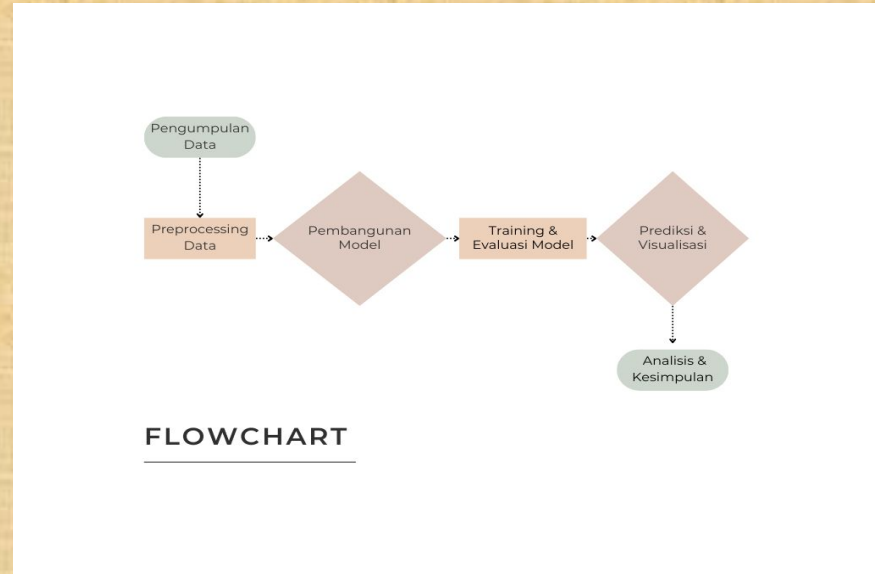 Pengumpulan
Data
Preprocessing
Data
Pembangunan
Model
Training &
Evaluasi Model
Prediksi &
Visualisasi
Analisis &
Kesimpulan
FLOWCHART